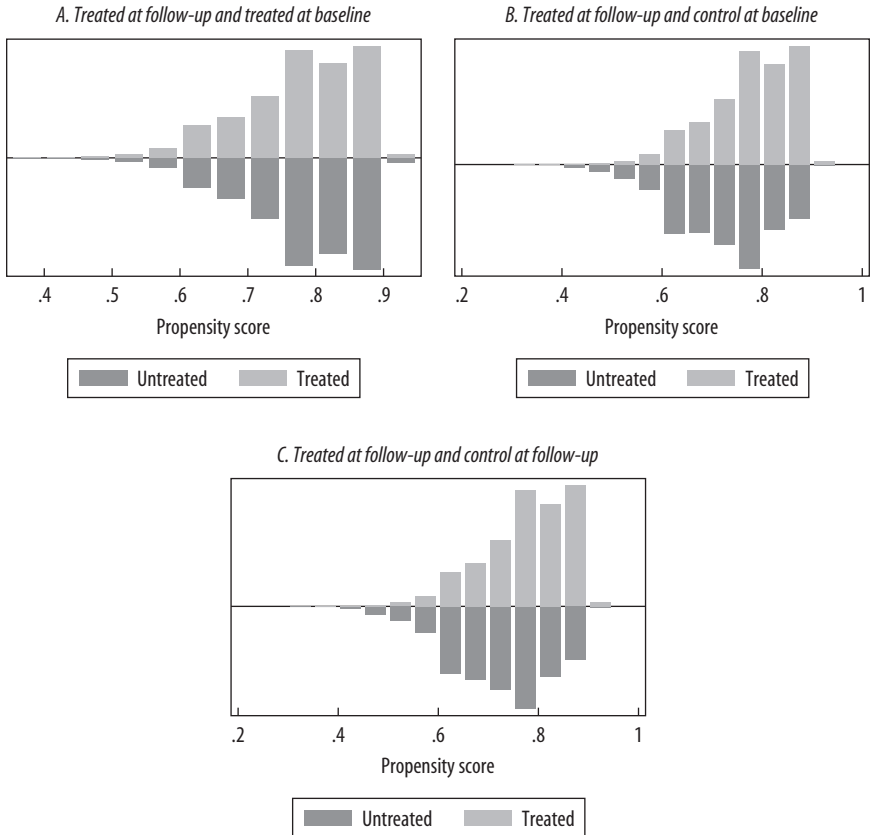 A. Treated at follow-up and treated at baseline
B. Treated at follow-up and control at baseline
.4 .5 .6 .7 .8 .9
.2 .4 .6 .8 1
Propensity score
Propensity score
Untreated Treated
Untreated Treated
C. Treated at follow-up and control at follow-up
.2 .4 .6 .8 1
Propensity score
Untreated Treated